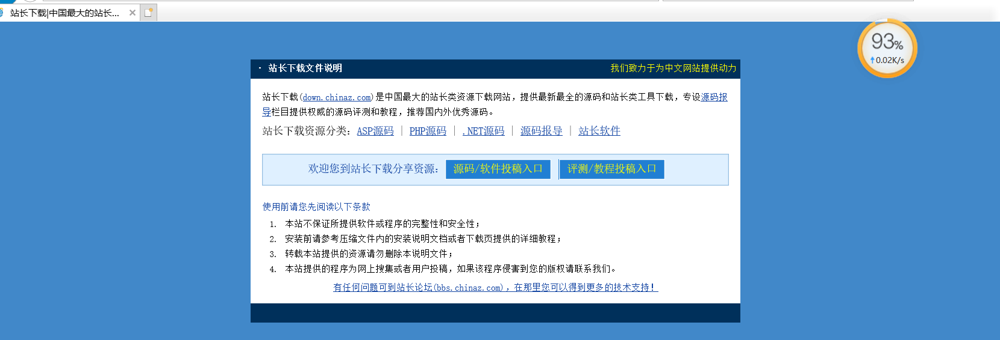 站长下载|中国最大的站长...
93%
0.02K/s
· 站长下载文件说明
我们致力于为中文网站提供动力
站长下载(down.chinaz.com)是中国最大的站长类资源下载网站，提供最新最全的源码和站长类工具下载，专设源码报
导栏目提供权威的源码评测和教程，推荐国内外优秀源码。
站长下载资源分类：ASP源码 | PHP源码 | .NET源码 | 源码报导 | 站长软件
欢迎您到站长下载分享资源： 源码/软件投稿入口 | 评测/教程投稿入口
使用前请您先阅读以下条款
1. 本站不保证所提供软件或程序的完整性和安全性；
2. 安装前请参考压缩文件内的安装说明文档或者下载页提供的详细教程；
3. 转载本站提供的资源请勿删除本说明文件；
4. 本站提供的程序为网上搜集或者用户投稿，如果该程序侵害到您的版权请联系我们。
有任何问题可到站长论坛(bbs.chinaz.com)，在那里您可以得到更多的技术支持！